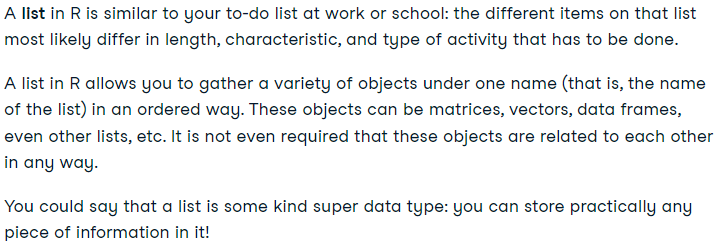 A list in R is similar to your to-do list at work or school: the different items on that list
most likely differ in length, characteristic, and type of activity that has to be done.
A list in R allows you to gather a variety of objects under one name (that is, the name
of the list) in an ordered way. These objects can be matrices, vectors, data frames,
even other lists, etc. It is not even required that these objects are related to each other
in any way.
You could say that a list is some kind super data type: you can store practically any
piece of information in it!